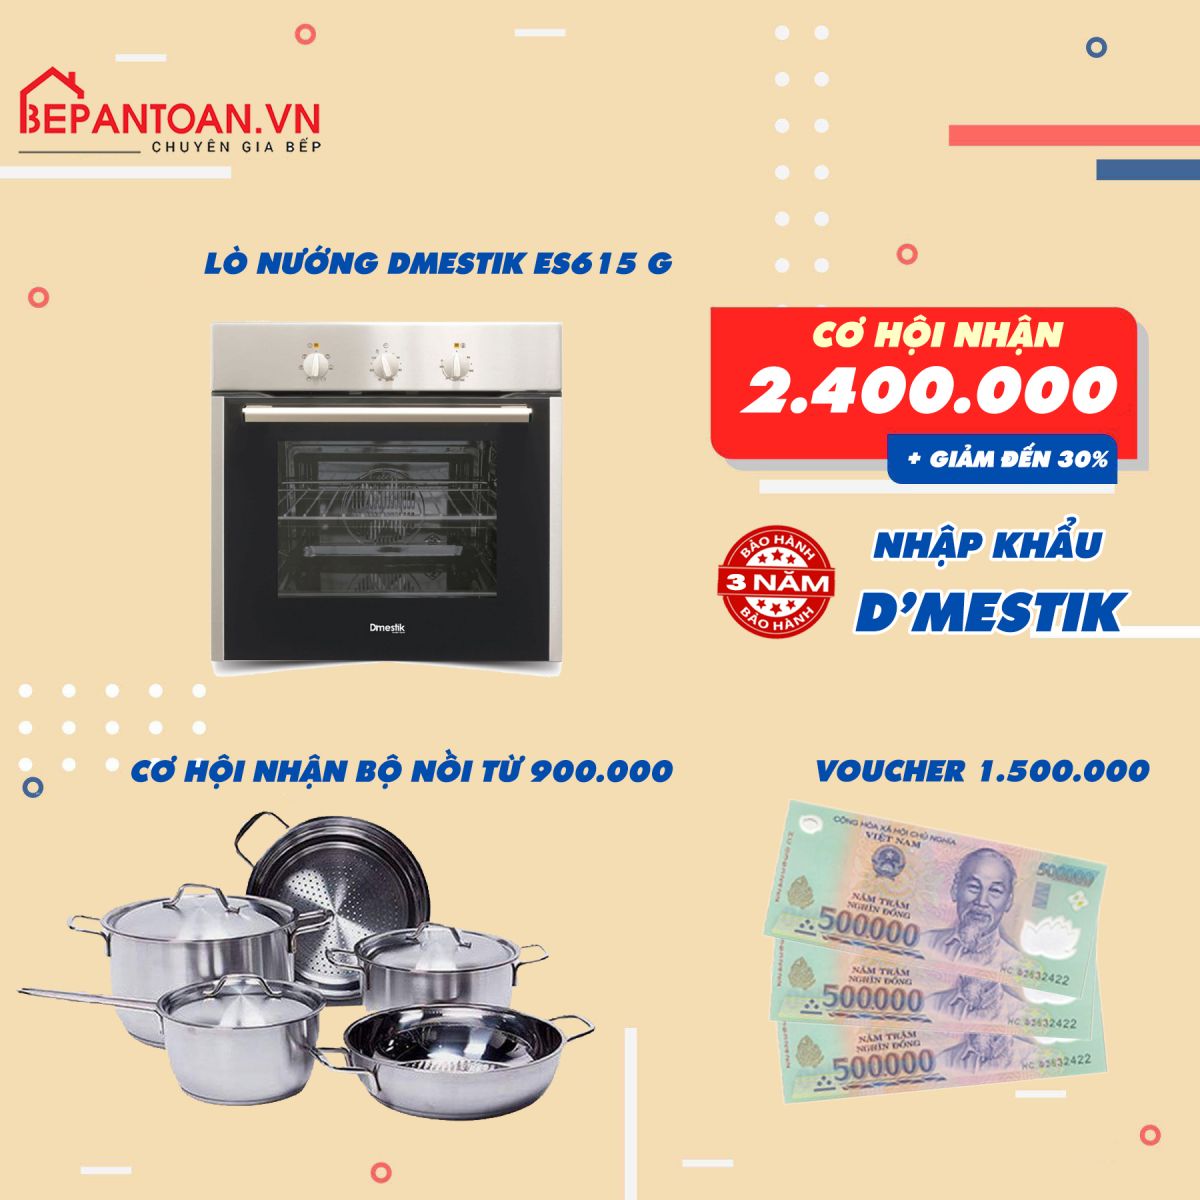 BEPANTOAN.VN
CHUYÊN GIA BẾP
LÒ NƯỚNG DMESTIK ES615 G
CƠ HỘI NHẬN
2.400.000
+ GIẢM ĐẾN 30%
BẢO HÀNH
3 NĂM
BẢO HÀNH
NHẬP KHẨU
D'MESTIK
Dmestik
CƠ HỘI NHẬN BỘ NỒI TỪ 900.000
VOUCHER 1.500.000
CỘNG HÒA XÃ HỘI CHỦ NGHĨA
VIỆT NAM
500000
NĂM TRĂM
NGHÌN ĐỒNG
500000
NĂM TRĂM
NGHÌN ĐỒNG
500000
NĂM TRĂM
NGHÌN ĐỒNG
500000